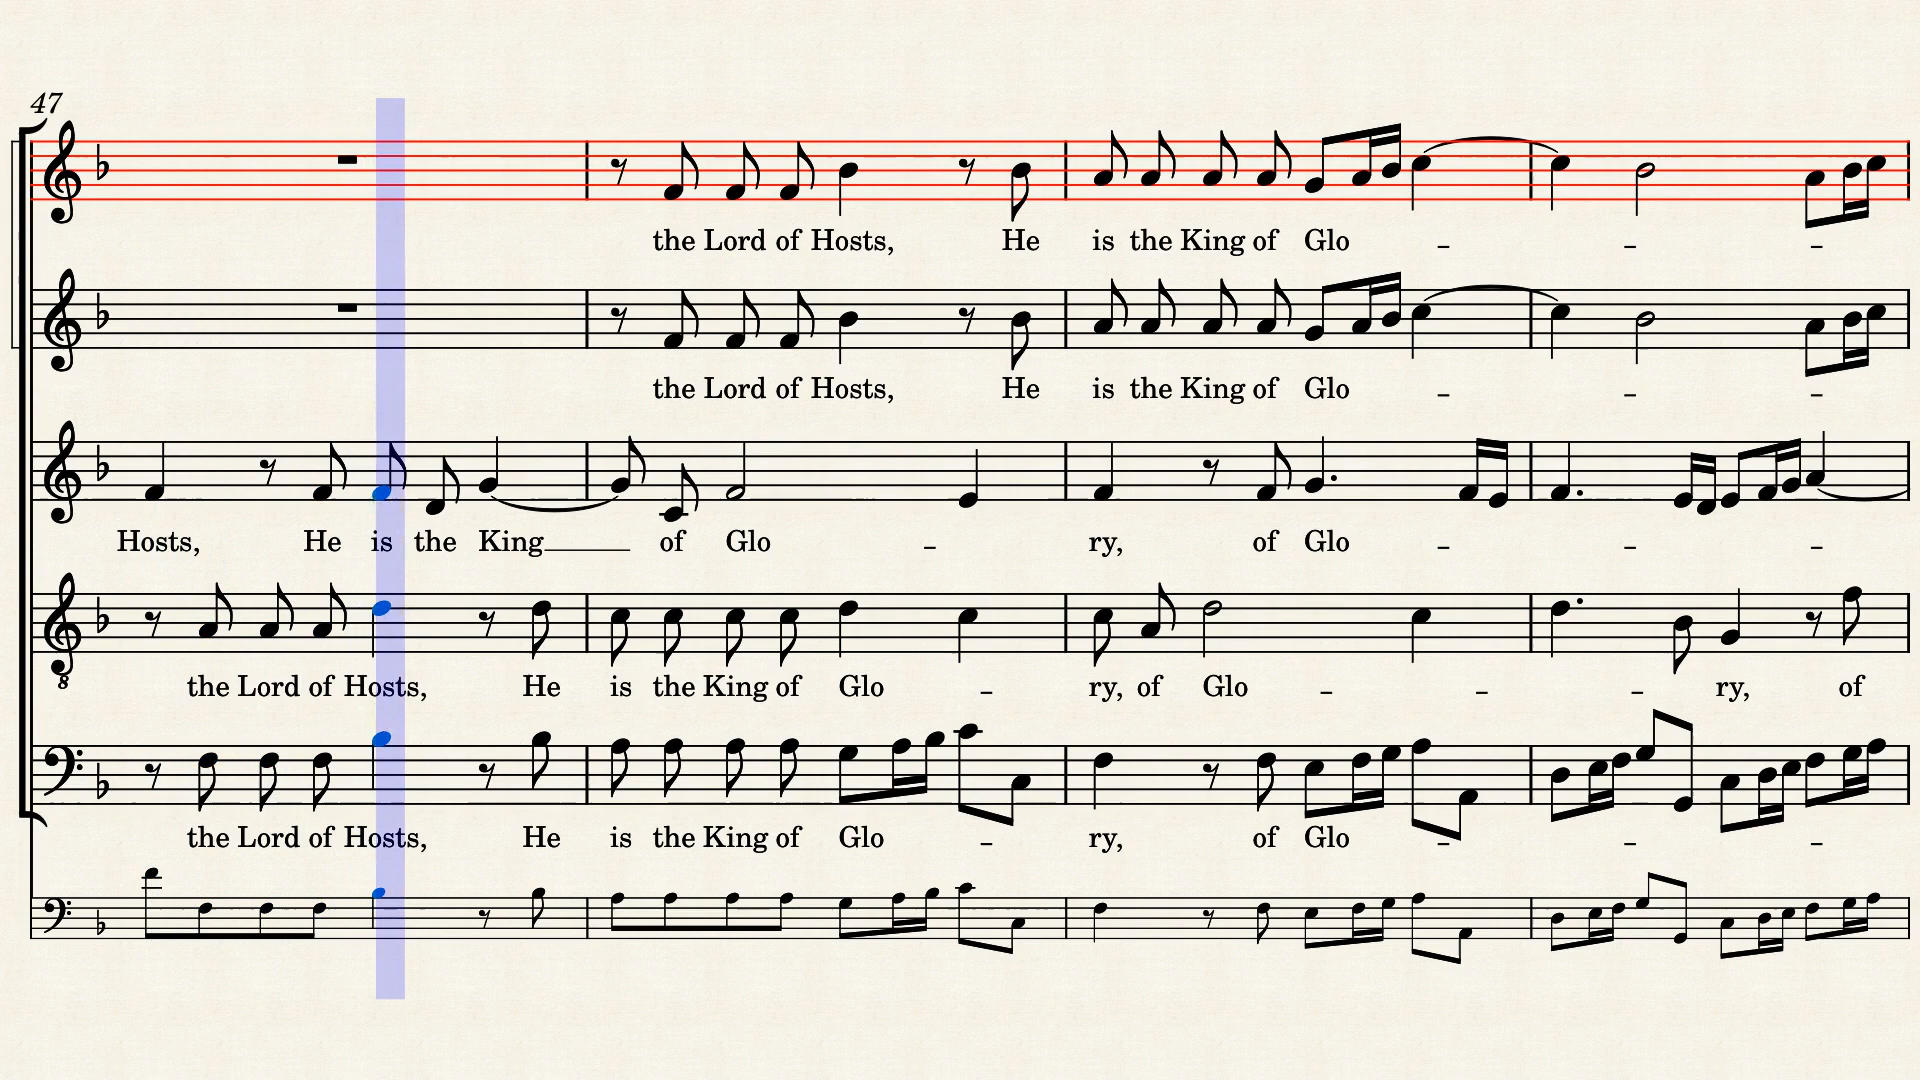 47
the Lord of Hosts, He is the King of Glo - - -
the Lord of Hosts, He is the King of Glo - - -
Hosts, He is the King of Glo - ry, of Glo - - -
the Lord of Hosts, He is the King of Glo - ry, of Glo - - - ry, of
8
the Lord of Hosts, He is the King of Glo - ry, of Glo - - -